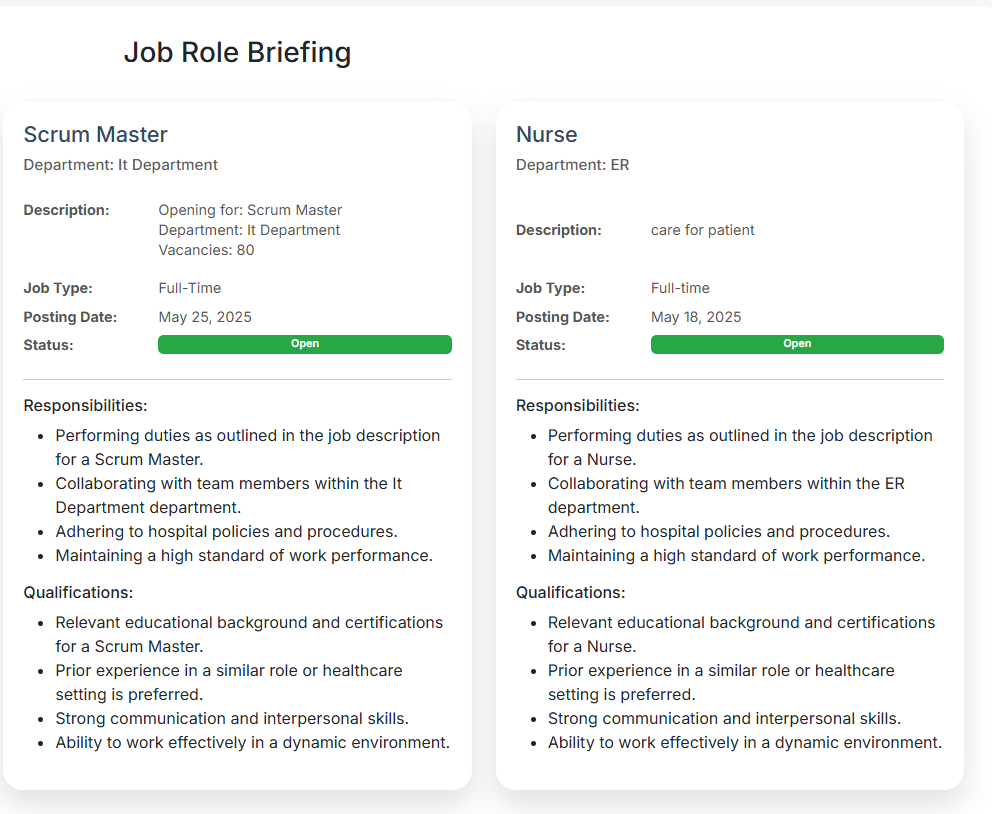 Job Role Briefing
Scrum Master
Department: It Department
Description:
Opening for: Scrum Master
Department: It Department
Vacancies: 80
Job Type: Full-Time
Posting Date: May 25, 2025
Status: Open
Responsibilities:
• Performing duties as outlined in the job description
for a Scrum Master.
• Collaborating with team members within the It
Department department.
• Adhering to hospital policies and procedures.
• Maintaining a high standard of work performance.
Qualifications:
• Relevant educational background and certifications
for a Scrum Master.
• Prior experience in a similar role or healthcare
setting is preferred.
• Strong communication and interpersonal skills.
• Ability to work effectively in a dynamic environment.
Nurse
Department: ER
Description: care for patient
Job Type: Full-time
Posting Date: May 18, 2025
Status: Open
Responsibilities:
• Performing duties as outlined in the job description
for a Nurse.
• Collaborating with team members within the ER
department.
• Adhering to hospital policies and procedures.
• Maintaining a high standard of work performance.
Qualifications:
• Relevant educational background and certifications
for a Nurse.
• Prior experience in a similar role or healthcare
setting is preferred.
• Strong communication and interpersonal skills.
• Ability to work effectively in a dynamic environment.